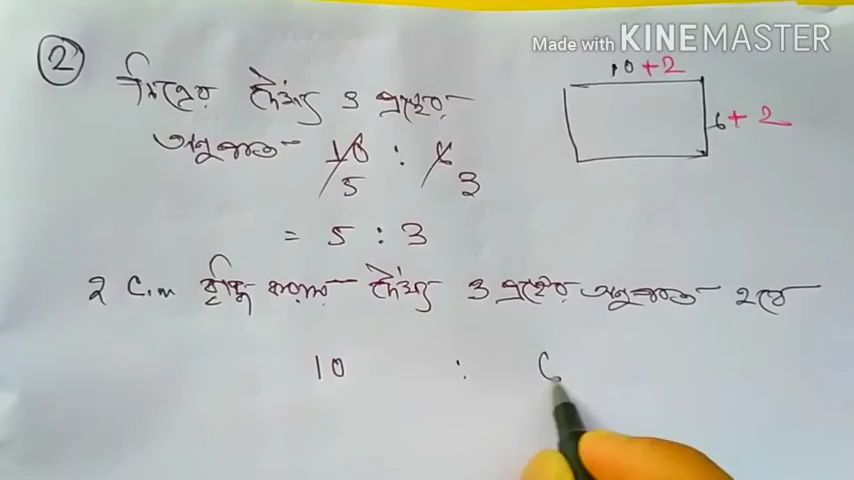 Made with KINEMASTER
② চিত্রের দৈর্ঘ্য ও প্রস্থের
10 + 2
অনুপাত 10 : 6
6 + 2
5 3
= 5 : 3
2 C.m বৃদ্ধি করলে দৈর্ঘ্য ও প্রস্থের অনুপাত হবে
10 : 6